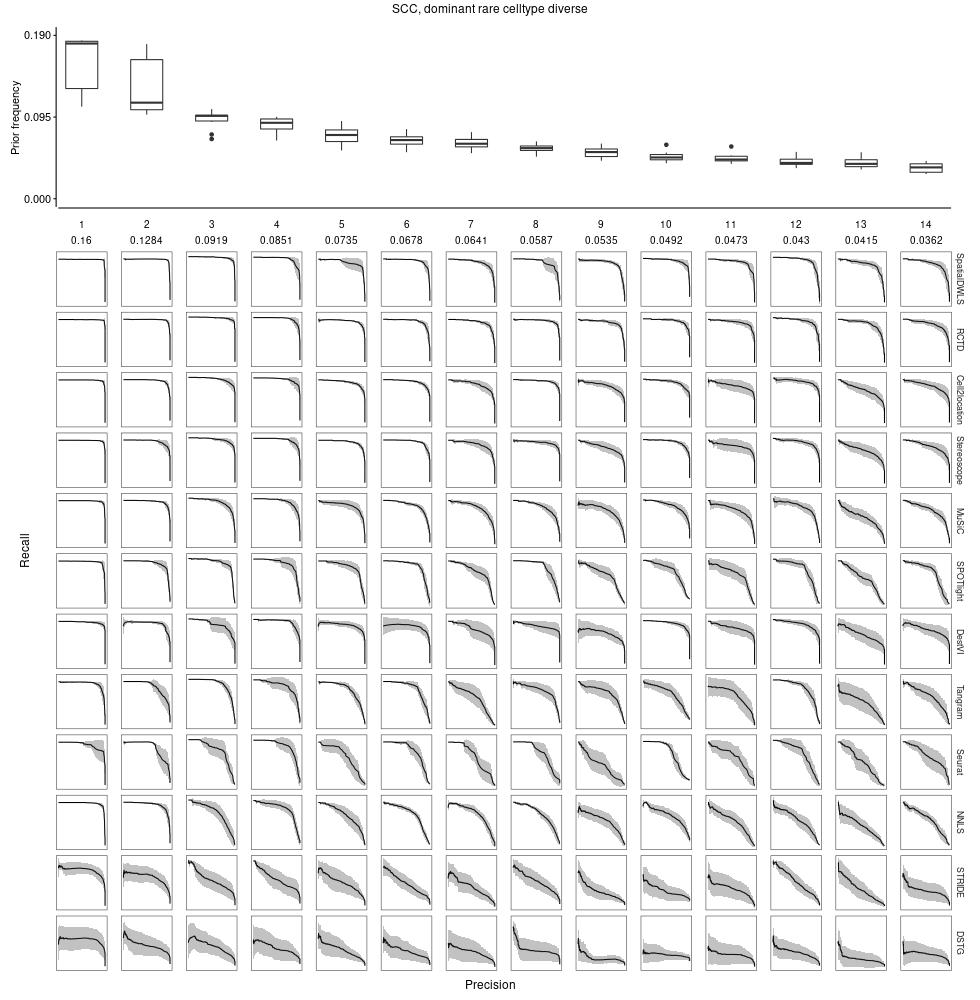 SCC, dominant rare celltype diverse
0.190
0.095
0.000
Prior frequency
1 2 3 4 5 6 7 8 9 10 11 12 13 14
0.16 0.1284 0.0919 0.0851 0.0735 0.0678 0.0641 0.0587 0.0535 0.0492 0.0473 0.043 0.0415 0.0362
SpatialDWLS
RCTD
Cell2location
Stereoscope
MuSiC
SPOTlight
DestVI
Tangram
Seurat
NNLS
STRIDE
DSTG
Recall
Precision